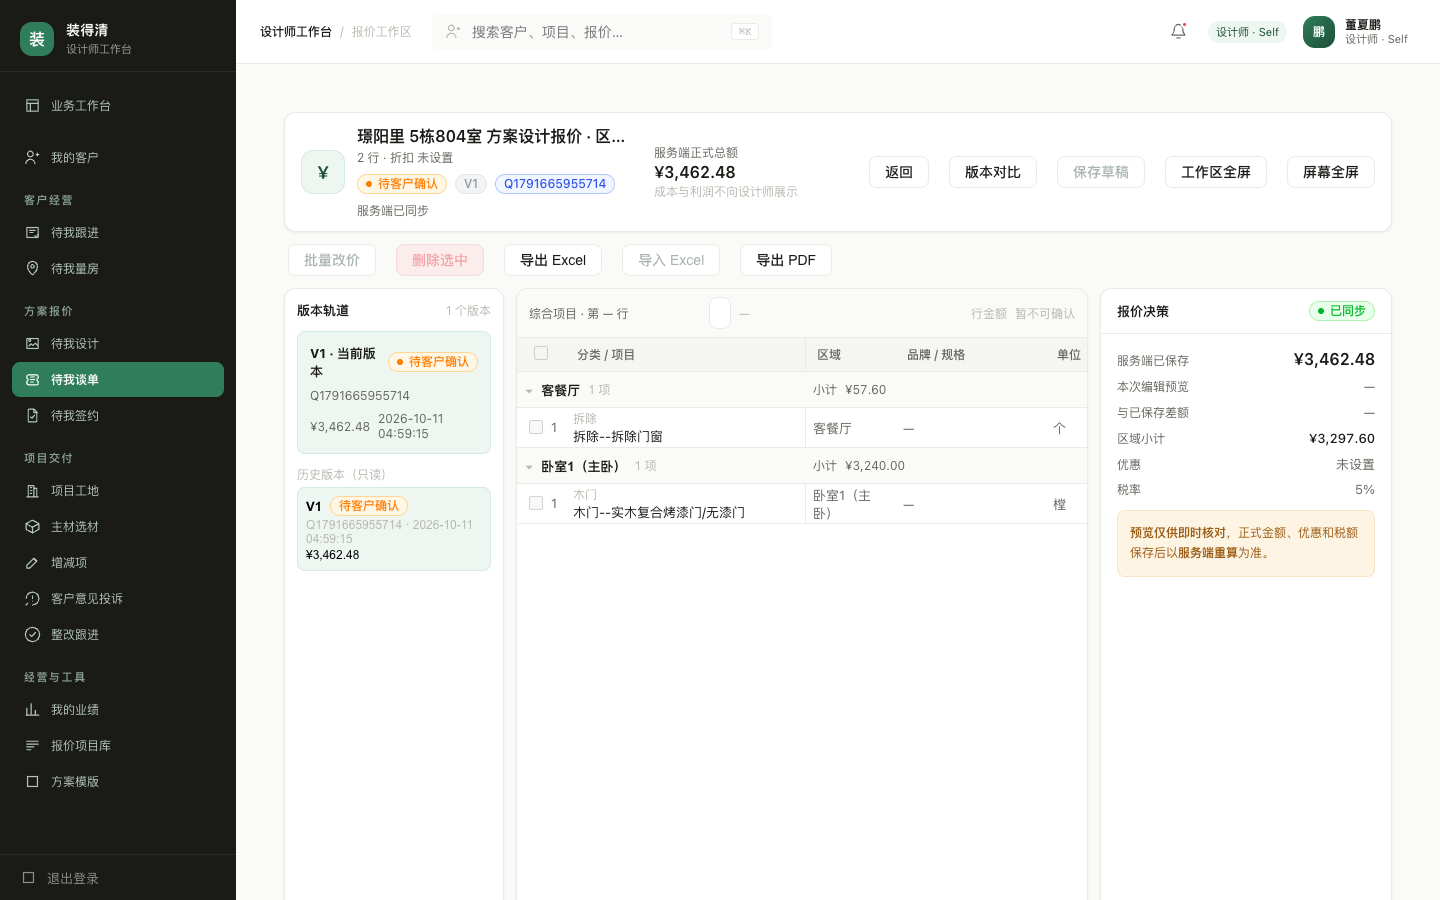 装
装得清
设计师工作台
业务工作台
我的客户
客户经营
待我跟进
待我量房
方案报价
待我设计
待我谈单
待我签约
项目交付
项目工地
主材选材
增减项
客户意见投诉
整改跟进
经营与工具
我的业绩
报价项目库
方案模版
退出登录
设计师工作台 / 报价工作区
搜索客户、项目、报价...
⌘K
设计师 · Self
鹏
董夏鹏
设计师 · Self
¥
璟阳里 5栋804室 方案设计报价 · 区...
2 行 · 折扣 未设置
待客户确认 V1 Q1791665955714
服务端已同步
服务端正式总额
¥3,462.48
成本与利润不向设计师展示
返回
版本对比
保存草稿
工作区全屏
屏幕全屏
批量改价
删除选中
导出 Excel
导入 Excel
导出 PDF
版本轨道 1 个版本
V1 · 当前版
本
待客户确认
Q1791665955714
¥3,462.48
2026-10-11
04:59:15
历史版本（只读）
V1 待客户确认
Q1791665955714 · 2026-10-11
04:59:15
¥3,462.48
综合项目 · 第 — 行 — 行金额 暂不可确认
分类 / 项目 区域 品牌 / 规格 单位
客餐厅 1 项 小计 ¥57.60
1 拆除
拆除--拆除门窗
客餐厅 — 个
卧室1（主卧） 1 项 小计 ¥3,240.00
1 木门
木门--实木复合烤漆门/无漆门
卧室1（主
卧）
— 樘
报价决策 已同步
服务端已保存 ¥3,462.48
本次编辑预览 —
与已保存差额 —
区域小计 ¥3,297.60
优惠 未设置
税率 5%
预览仅供即时核对，正式金额、优惠和税额
保存后以服务端重算为准。